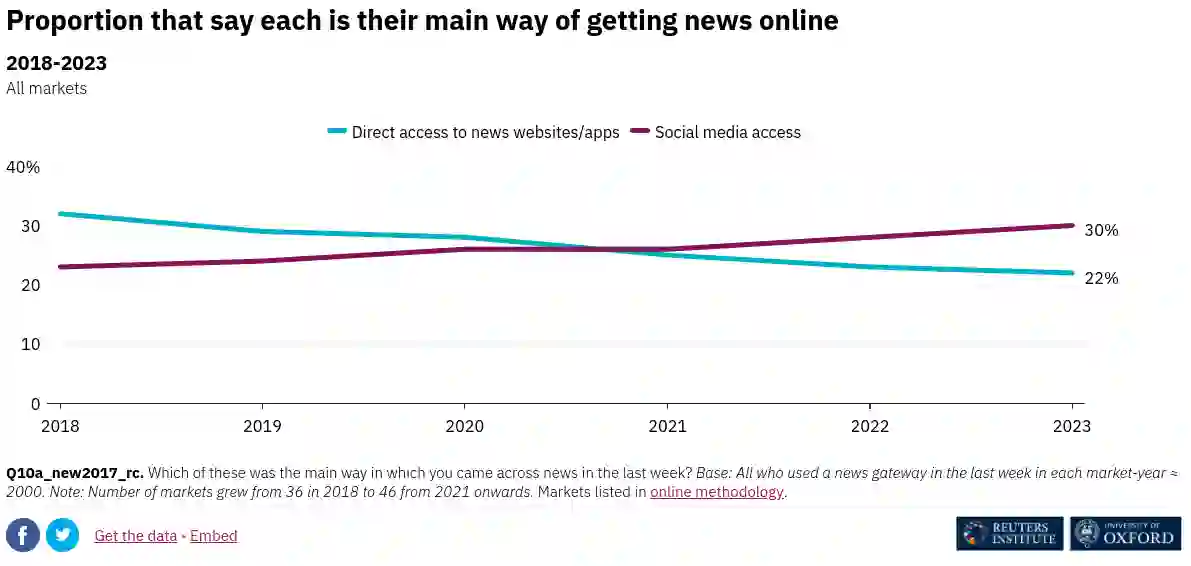 Proportion that say each is their main way of getting news online
2018-2023
All markets
Direct access to news websites/apps Social media access
40%
30
20
10
0
30%
22%
2018 2019 2020 2021 2022 2023
Q10a_new2017_rc. Which of these was the main way in which you came across news in the last week? Base: All who used a news gateway in the last week in each market-year ≈
2000. Note: Number of markets grew from 36 in 2018 to 46 from 2021 onwards. Markets listed in online methodology.
Get the data • Embed
REUTERS
INSTITUTE
UNIVERSITY OF
OXFORD